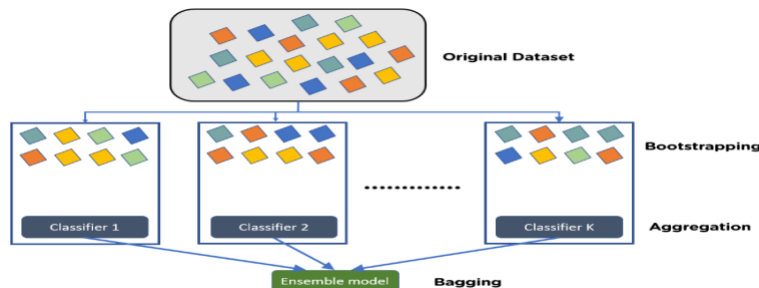 Original Dataset
Bootstrapping
Classifier 1
Classifier 2
Classifier K
Aggregation
Ensemble model
Bagging